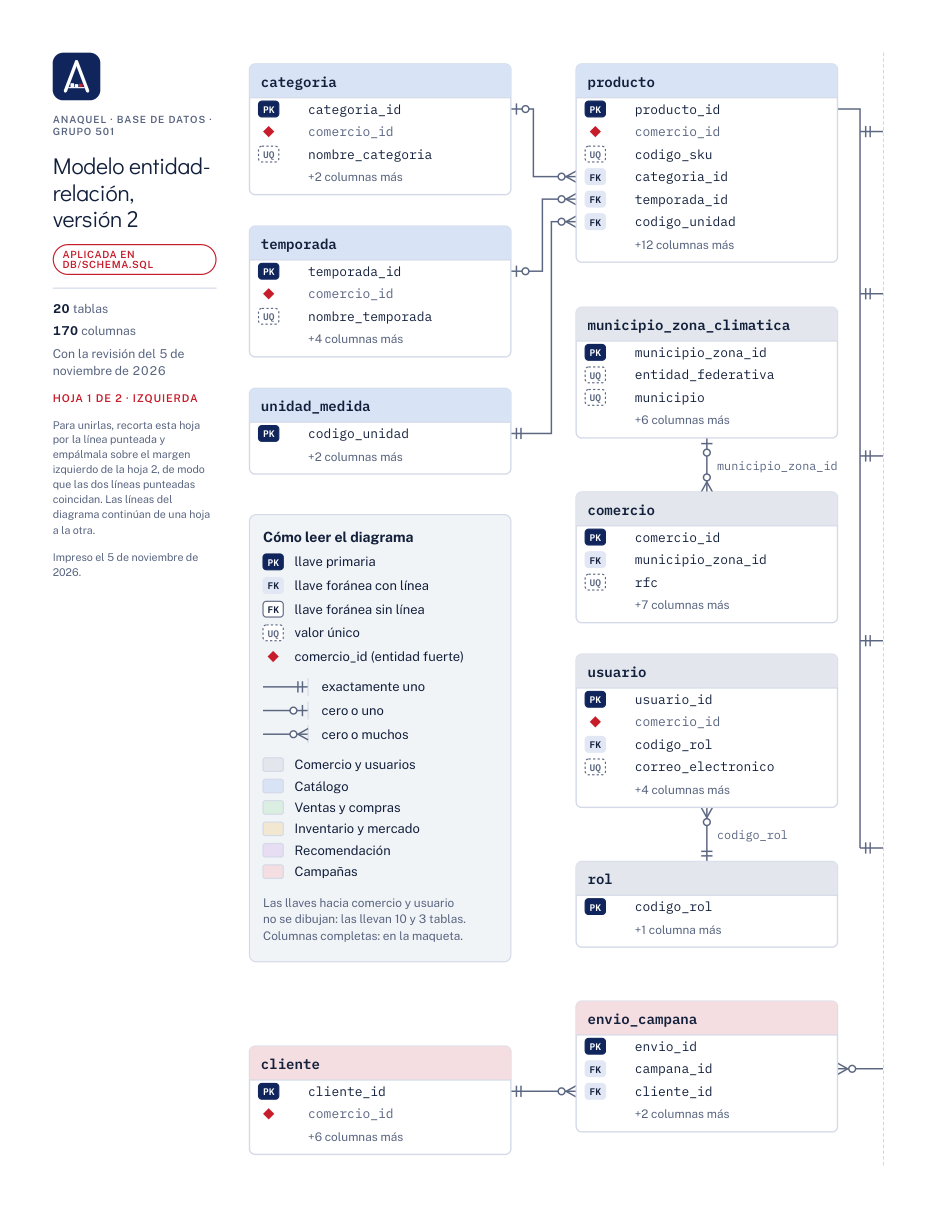 ANAQUEL · BASE DE DATOS ·
GRUPO 501
Modelo entidad-
relación,
versión 2
APLICADA EN
DB/SCHEMA.SQL
20 tablas
170 columnas
Con la revisión del 5 de
noviembre de 2026
HOJA 1 DE 2 · IZQUIERDA
Para unirlas, recorta esta hoja
por la línea punteada y
empálmala sobre el margen
izquierdo de la hoja 2, de modo
que las dos líneas punteadas
coincidan. Las líneas del
diagrama continúan de una hoja
a la otra.
Impreso el 5 de noviembre de
2026.
categoria
PK categoria_id
comercio_id
UQ nombre_categoria
+2 columnas más
temporada
PK temporada_id
comercio_id
UQ nombre_temporada
+4 columnas más
unidad_medida
PK codigo_unidad
+2 columnas más
Cómo leer el diagrama
PK llave primaria
FK llave foránea con línea
FK llave foránea sin línea
UQ valor único
comercio_id (entidad fuerte)
exactamente uno
cero o uno
cero o muchos
Comercio y usuarios
Catálogo
Ventas y compras
Inventario y mercado
Recomendación
Campañas
Las llaves hacia comercio y usuario
no se dibujan: las llevan 10 y 3 tablas.
Columnas completas: en la maqueta.
cliente
PK cliente_id
comercio_id
+6 columnas más
producto
PK producto_id
comercio_id
UQ codigo_sku
FK categoria_id
FK temporada_id
FK codigo_unidad
+12 columnas más
municipio_zona_climatica
PK municipio_zona_id
UQ entidad_federativa
UQ municipio
+6 columnas más
municipio_zona_id
comercio
PK comercio_id
FK municipio_zona_id
UQ rfc
+7 columnas más
usuario
PK usuario_id
comercio_id
FK codigo_rol
UQ correo_electronico
+4 columnas más
codigo_rol
rol
PK codigo_rol
+1 columna más
envio_campana
PK envio_id
FK campana_id
FK cliente_id
+2 columnas más